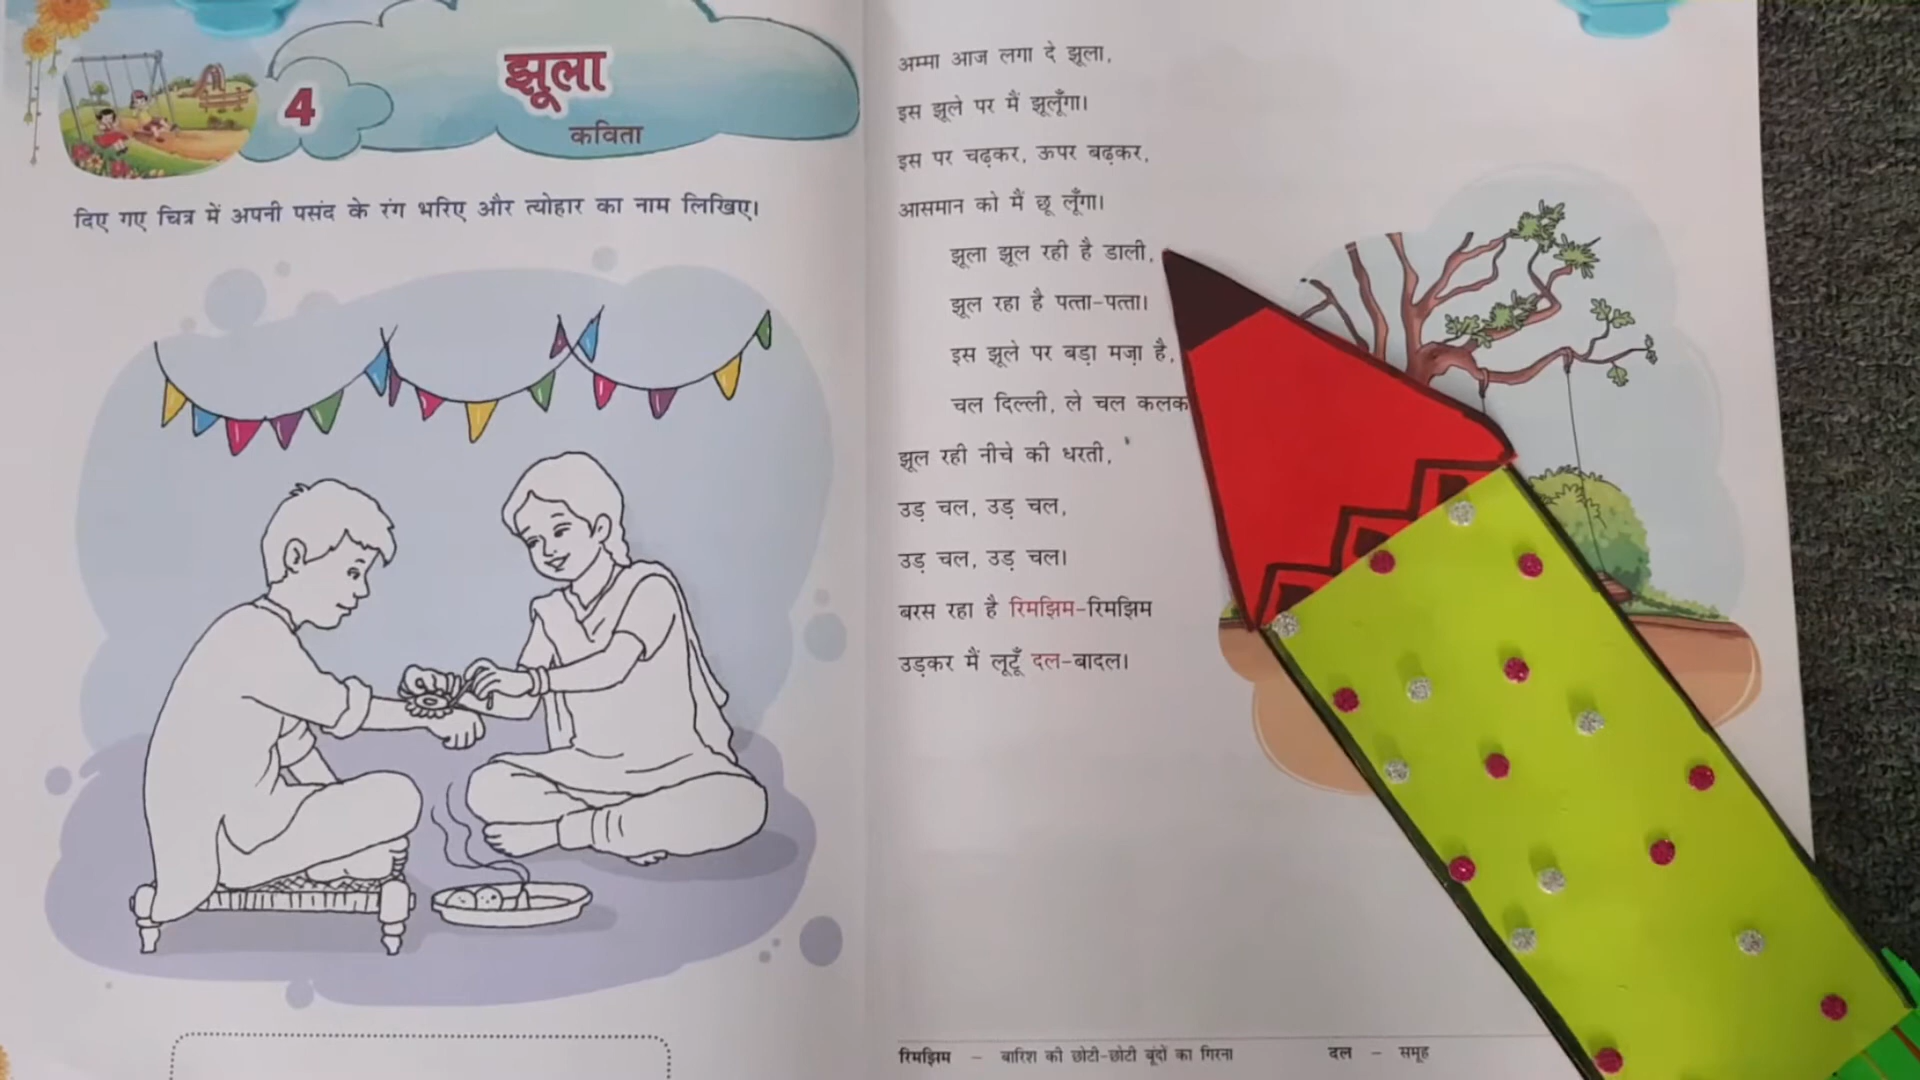 4
झूला
कविता
दिए गए चित्र में अपनी पसंद के रंग भरिए और त्योहार का नाम लिखिए।
अम्मा आज लगा दे झूला,
इस झूले पर मैं झूलूँगा।
इस पर चढ़कर, ऊपर बढ़कर,
आसमान को मैं छू लूँगा।
झूला झूल रही है डाली,
झूल रहा है पत्ता-पत्ता।
इस झूले पर बड़ा मज़ा है,
चल दिल्ली, ले चल
झूल रही नीचे की धरती,
उड़ चल, उड़ चल,
उड़ चल, उड़ चल।
बरस रहा है रिमझिम-रिमझिम
उड़कर मैं लूटूँ दल-बादल।
रिमझिम – बारिश की छोटी-छोटी बूंदों का गिरना दल – समूह